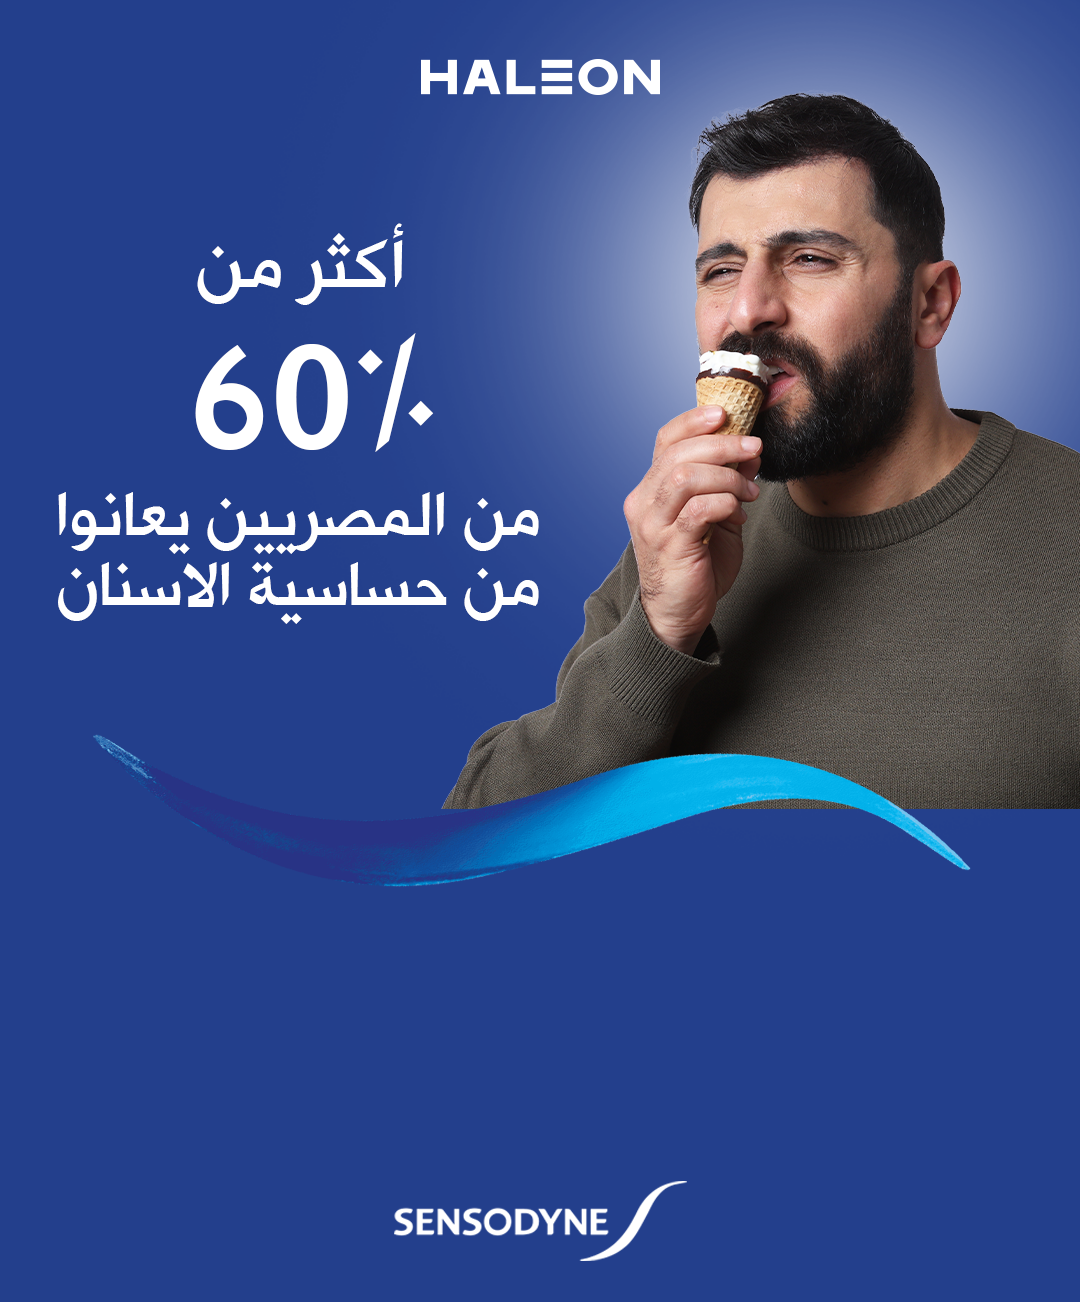 HALEON
أكثر من
60٪
من المصريين يعانوا
من حساسية الاسنان
SENSODYNE